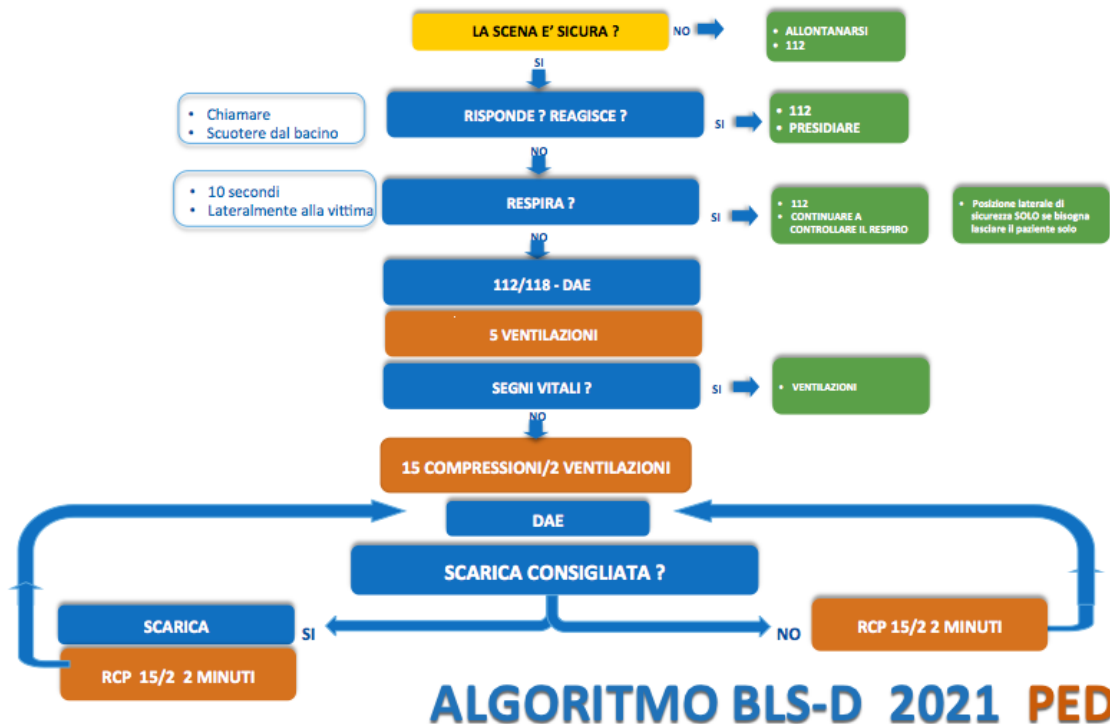 LA SCENA E' SICURA ?
NO
• ALLONTANARSI
• 112
SI
• Chiamare
• Scuotere dal bacino
RISPONDE ? REAGISCE ?
SI
• 112
• PRESIDIARE
NO
• 10 secondi
• Lateralmente alla vittima
RESPIRA ?
SI
• 112
• CONTINUARE A
CONTROLLARE IL RESPIRO
• Posizione laterale di
sicurezza SOLO se bisogna
lasciare il paziente solo
NO
112/118 - DAE
5 VENTILAZIONI
SEGNI VITALI ?
SI
• VENTILAZIONI
NO
15 COMPRESSIONI/2 VENTILAZIONI
DAE
SCARICA CONSIGLIATA ?
SCARICA
SI
NO
RCP 15/2 2 MINUTI
RCP 15/2 2 MINUTI
ALGORITMO BLS-D 2021 PED